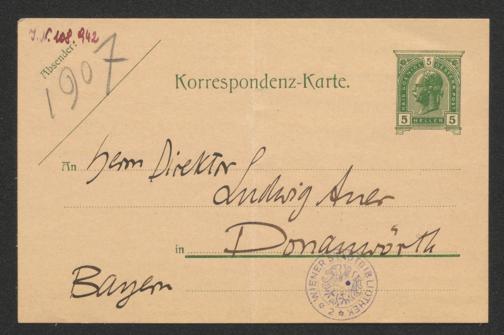 I. N. 108.942
Absender:
1907
Korrespondenz-Karte.
5
5 HELLER 5
An Herrn Direktor
Ludwig Auer
in Donauwörth
Bayern
WIENER STADTBIBLIOTHEK
2